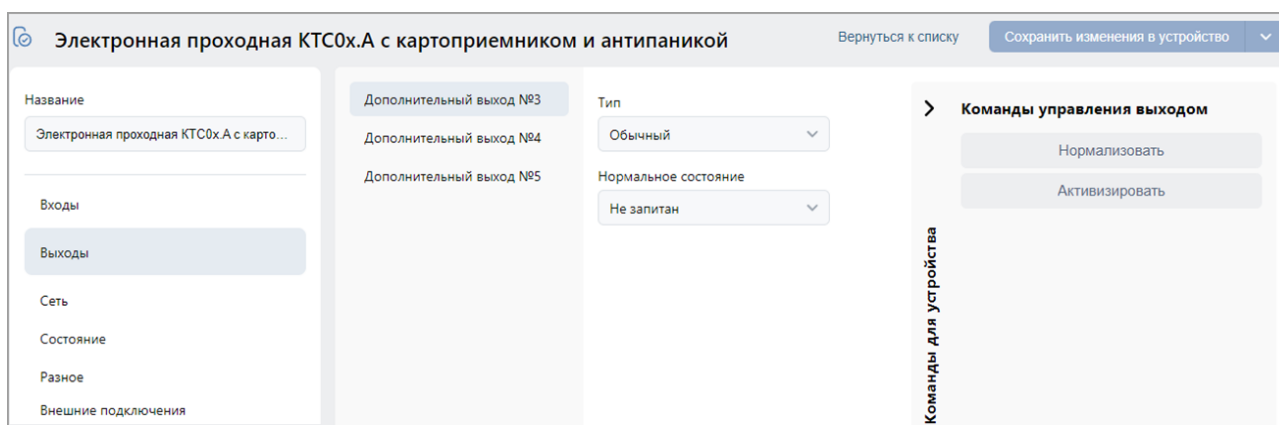 Электронная проходная КТС0х.А с картоприемником и антипаникой
Вернуться к списку
Сохранить изменения в устройство
Название
Электронная проходная КТС0х.А с карто...
Входы
Выходы
Сеть
Состояние
Разное
Внешние подключения
Дополнительный выход №3
Дополнительный выход №4
Дополнительный выход №5
Тип
Обычный
Нормальное состояние
Не запитан
Команды для устройства
Команды управления выходом
Нормализовать
Активизировать